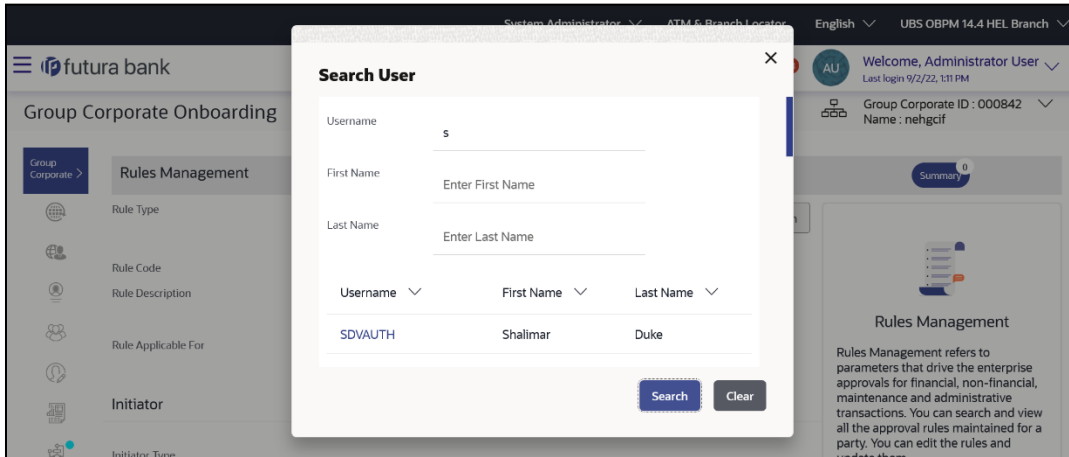 System Administrator
ATM & Branch Locator
English
UBS OBPM 14.4 HEL Branch
futura bank
AU
Welcome, Administrator User
Last login 9/2/22, 1:11 PM
Group Corporate Onboarding
Group Corporate ID : 000842
Name : nehgcif
Group
Corporate >
Rules Management
Summary
0
Rule Type
Rule Code
Rule Description
Rule Applicable For
Initiator
Initiator Type
Search User
Username
s
First Name
Enter First Name
Last Name
Enter Last Name
Username
First Name
Last Name
SDVAUTH
Shalimar
Duke
Search
Clear
Rules Management
Rules Management refers to
parameters that drive the enterprise
approvals for financial, non-financial,
maintenance and administrative
transactions. You can search and view
all the approval rules maintained for a
party. You can edit the rules and
update them